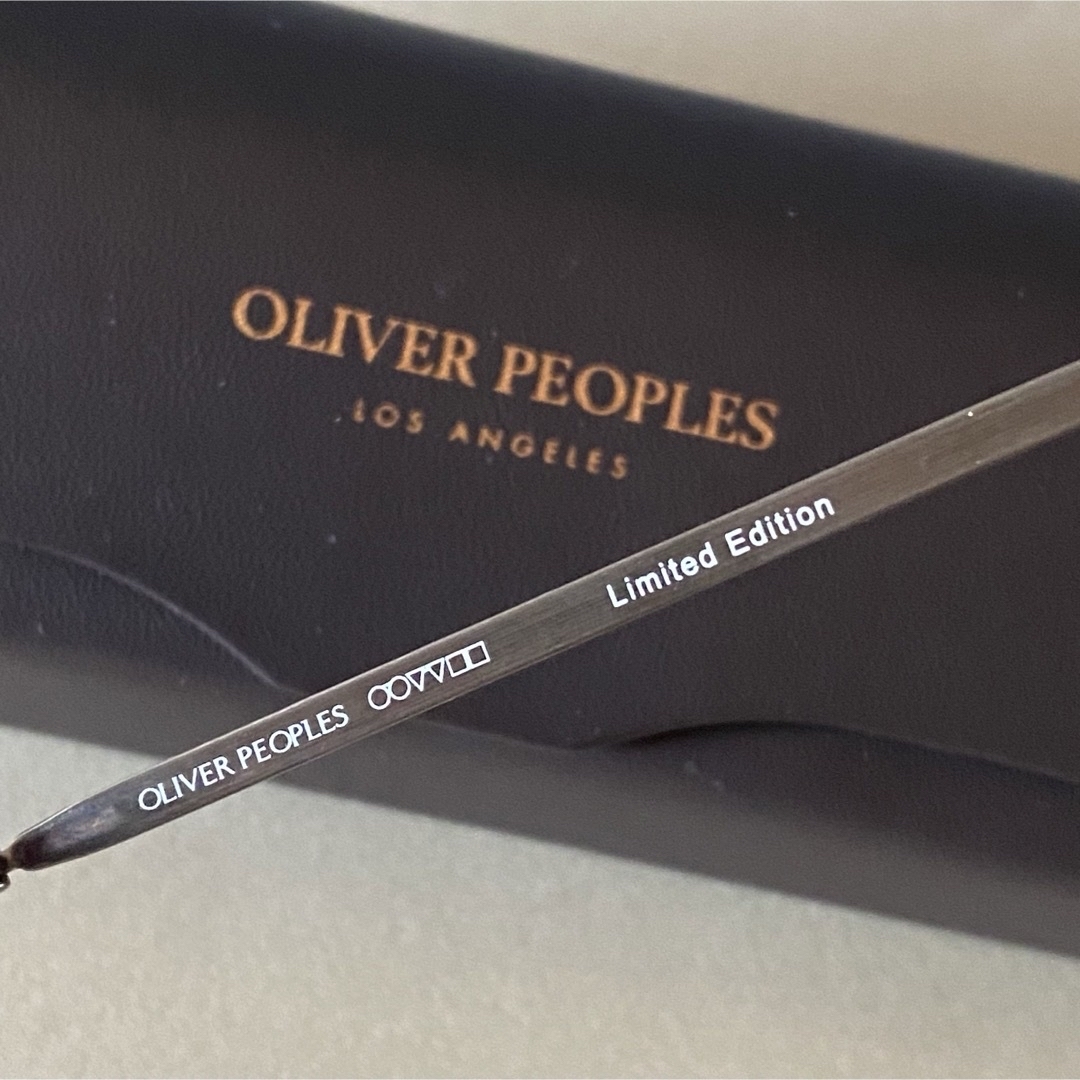 OLIVER PEOPLES
LOS ANGELES
OLIVER PEOPLES Limited Edition